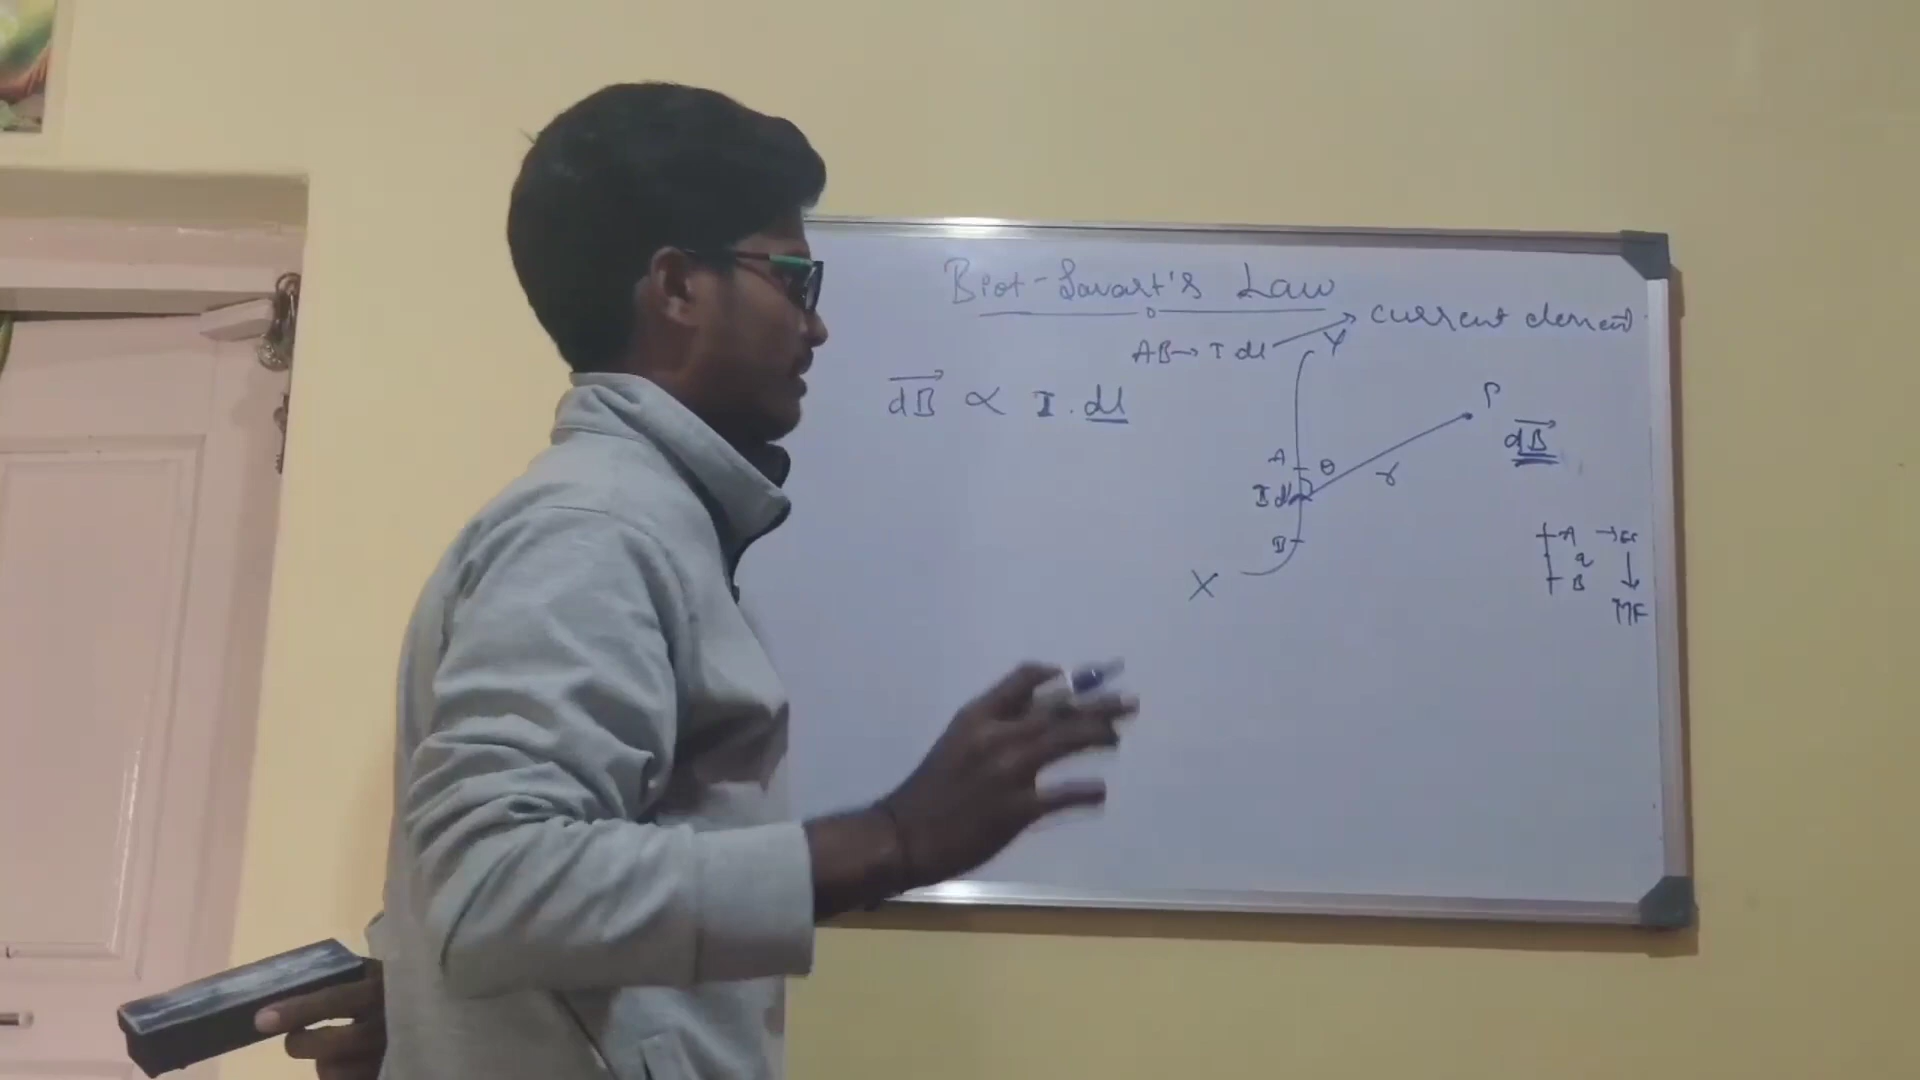 Biot-Savart's Law
AB→ I dl → current element
Y
dB ∝ I . dl
P
dB
A θ
I dl
r
B
X
A →
q
B
MF